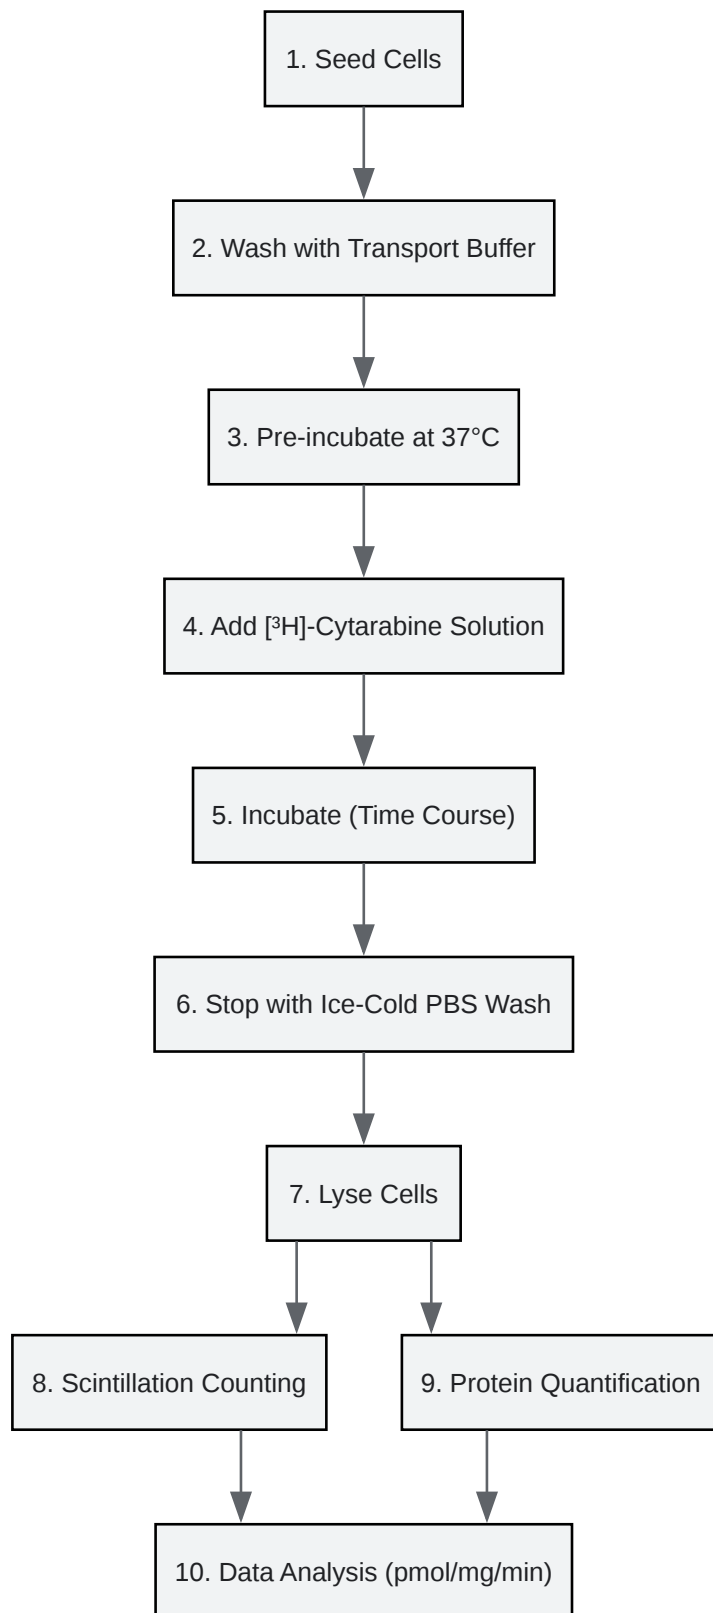 1. Seed Cells
2. Wash with Transport Buffer
3. Pre-incubate at 37°C
4. Add [³H]-Cytarabine Solution
5. Incubate (Time Course)
6. Stop with Ice-Cold PBS Wash
7. Lyse Cells
8. Scintillation Counting
9. Protein Quantification
10. Data Analysis (pmol/mg/min)